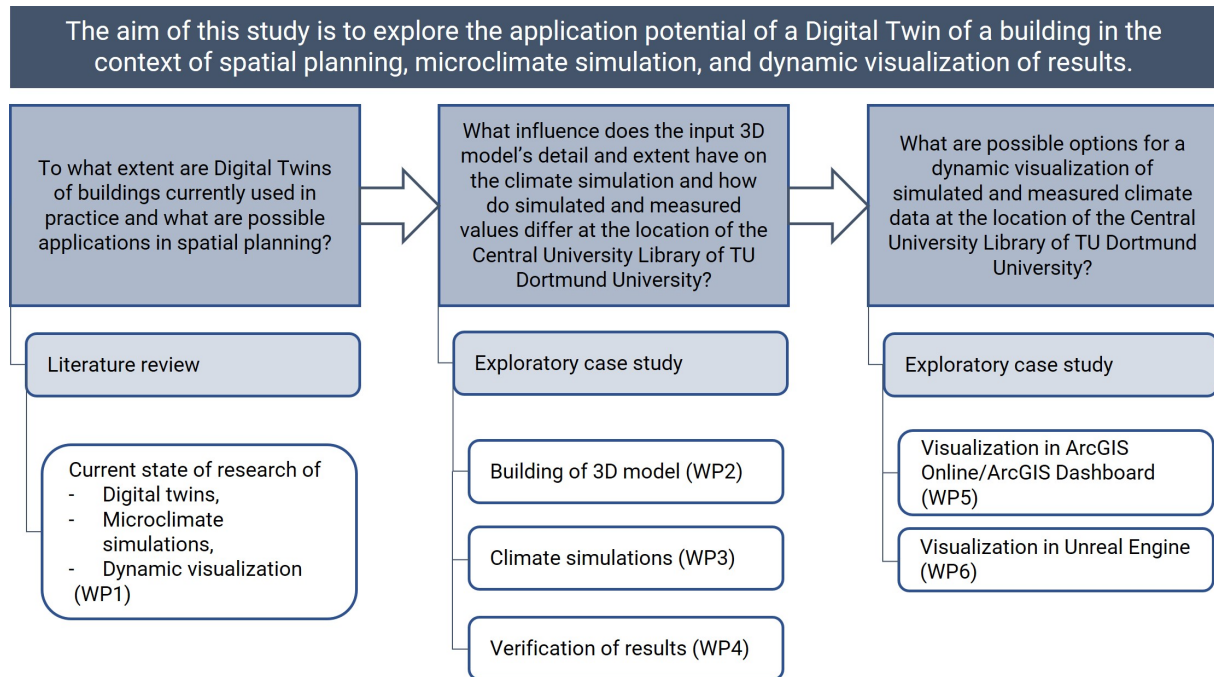 The aim of this study is to explore the application potential of a Digital Twin of a building in the
context of spatial planning, microclimate simulation, and dynamic visualization of results.
To what extent are Digital Twins
of buildings currently used in
practice and what are possible
applications in spatial planning?
Literature review
Current state of research of
- Digital twins,
- Microclimate
simulations,
- Dynamic visualization
(WP1)
What influence does the input 3D
model’s detail and extent have on
the climate simulation and how
do simulated and measured
values differ at the location of the
Central University Library of TU
Dortmund University?
Exploratory case study
Building of 3D model (WP2)
Climate simulations (WP3)
Verification of results (WP4)
What are possible options for a
dynamic visualization of
simulated and measured climate
data at the location of the Central
University Library of TU Dortmund
University?
Exploratory case study
Visualization in ArcGIS
Online/ArcGIS Dashboard
(WP5)
Visualization in Unreal Engine
(WP6)